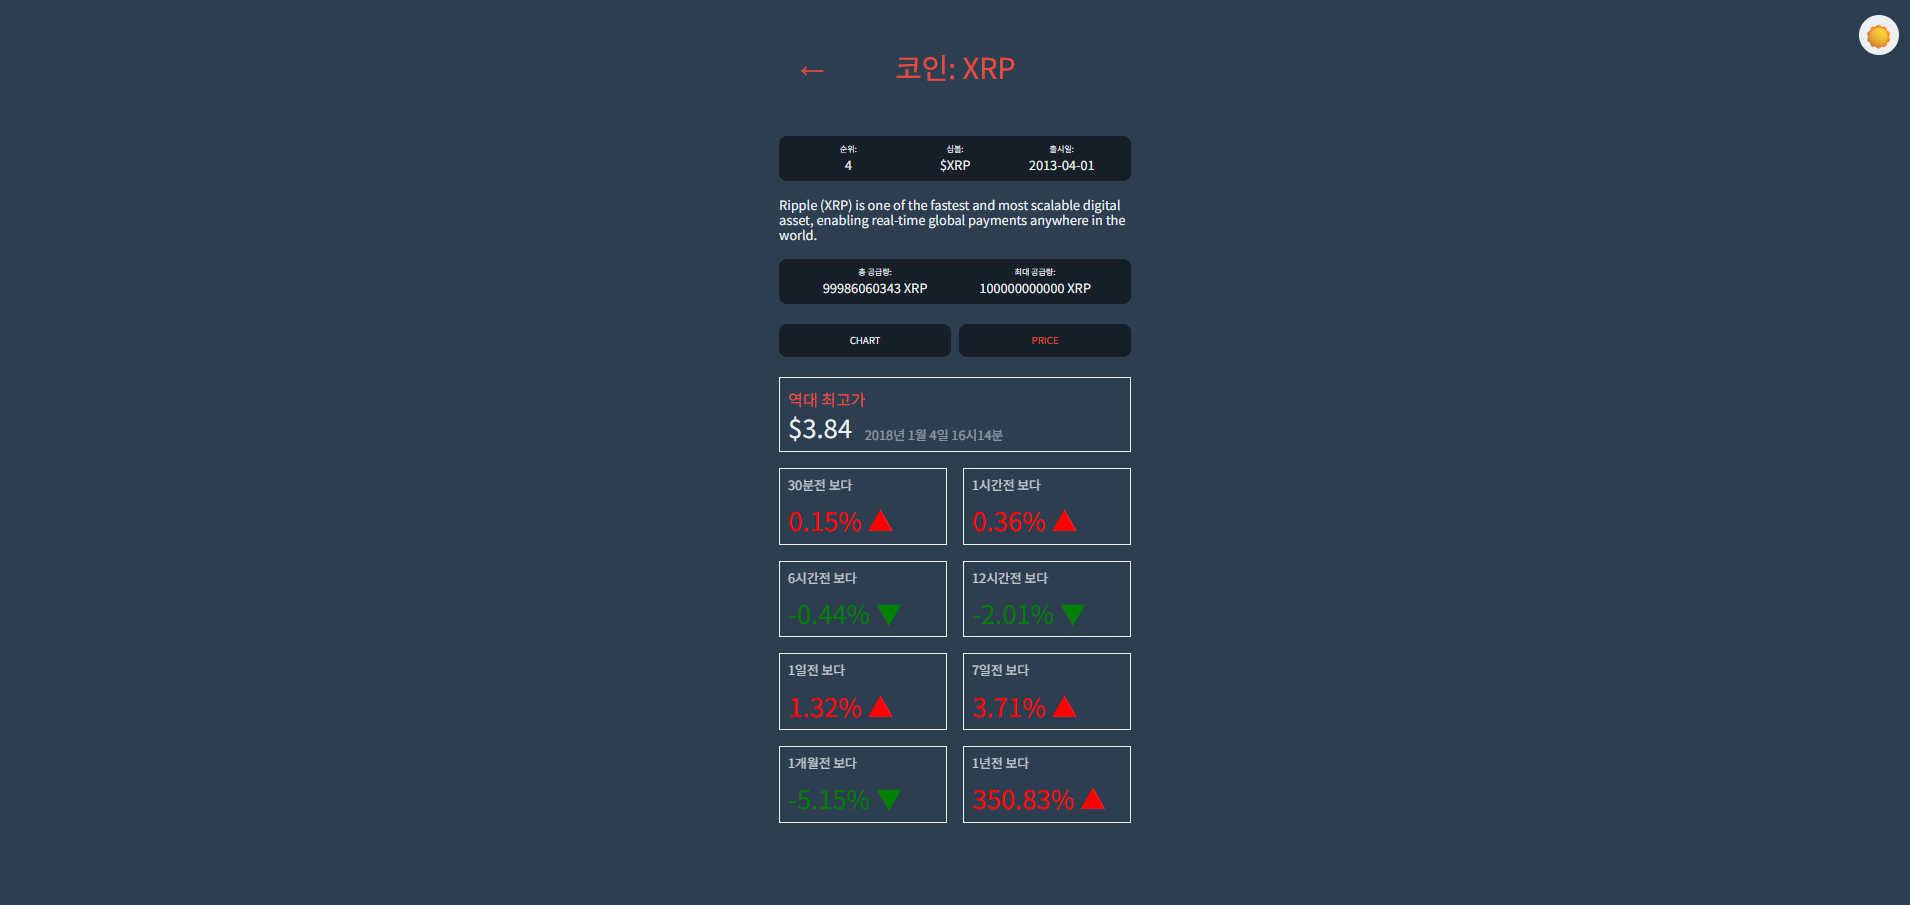 ← 코인: XRP
순위: 심볼: 출시일:
4 $XRP 2013-04-01
Ripple (XRP) is one of the fastest and most scalable digital
asset, enabling real-time global payments anywhere in the
world.
총 공급량: 최대 공급량:
99986060343 XRP 100000000000 XRP
CHART PRICE
역대 최고가
$3.84 2018년 1월 4일 16시14분
30분전 보다 1시간전 보다
0.15% ▲ 0.36% ▲
6시간전 보다 12시간전 보다
-0.44% ▼ -2.01% ▼
1일전 보다 7일전 보다
1.32% ▲ 3.71% ▲
1개월전 보다 1년전 보다
-5.15% ▼ 350.83% ▲